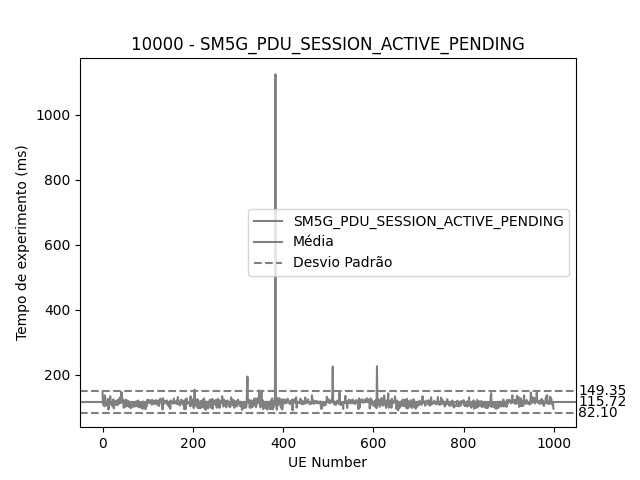 10000 - SM5G_PDU_SESSION_ACTIVE_PENDING
Tempo de experimento (ms)
1000
800
600
400
200
SM5G_PDU_SESSION_ACTIVE_PENDING
Média
Desvio Padrão
149.35
115.72
82.10
0 200 400 600 800 1000
UE Number